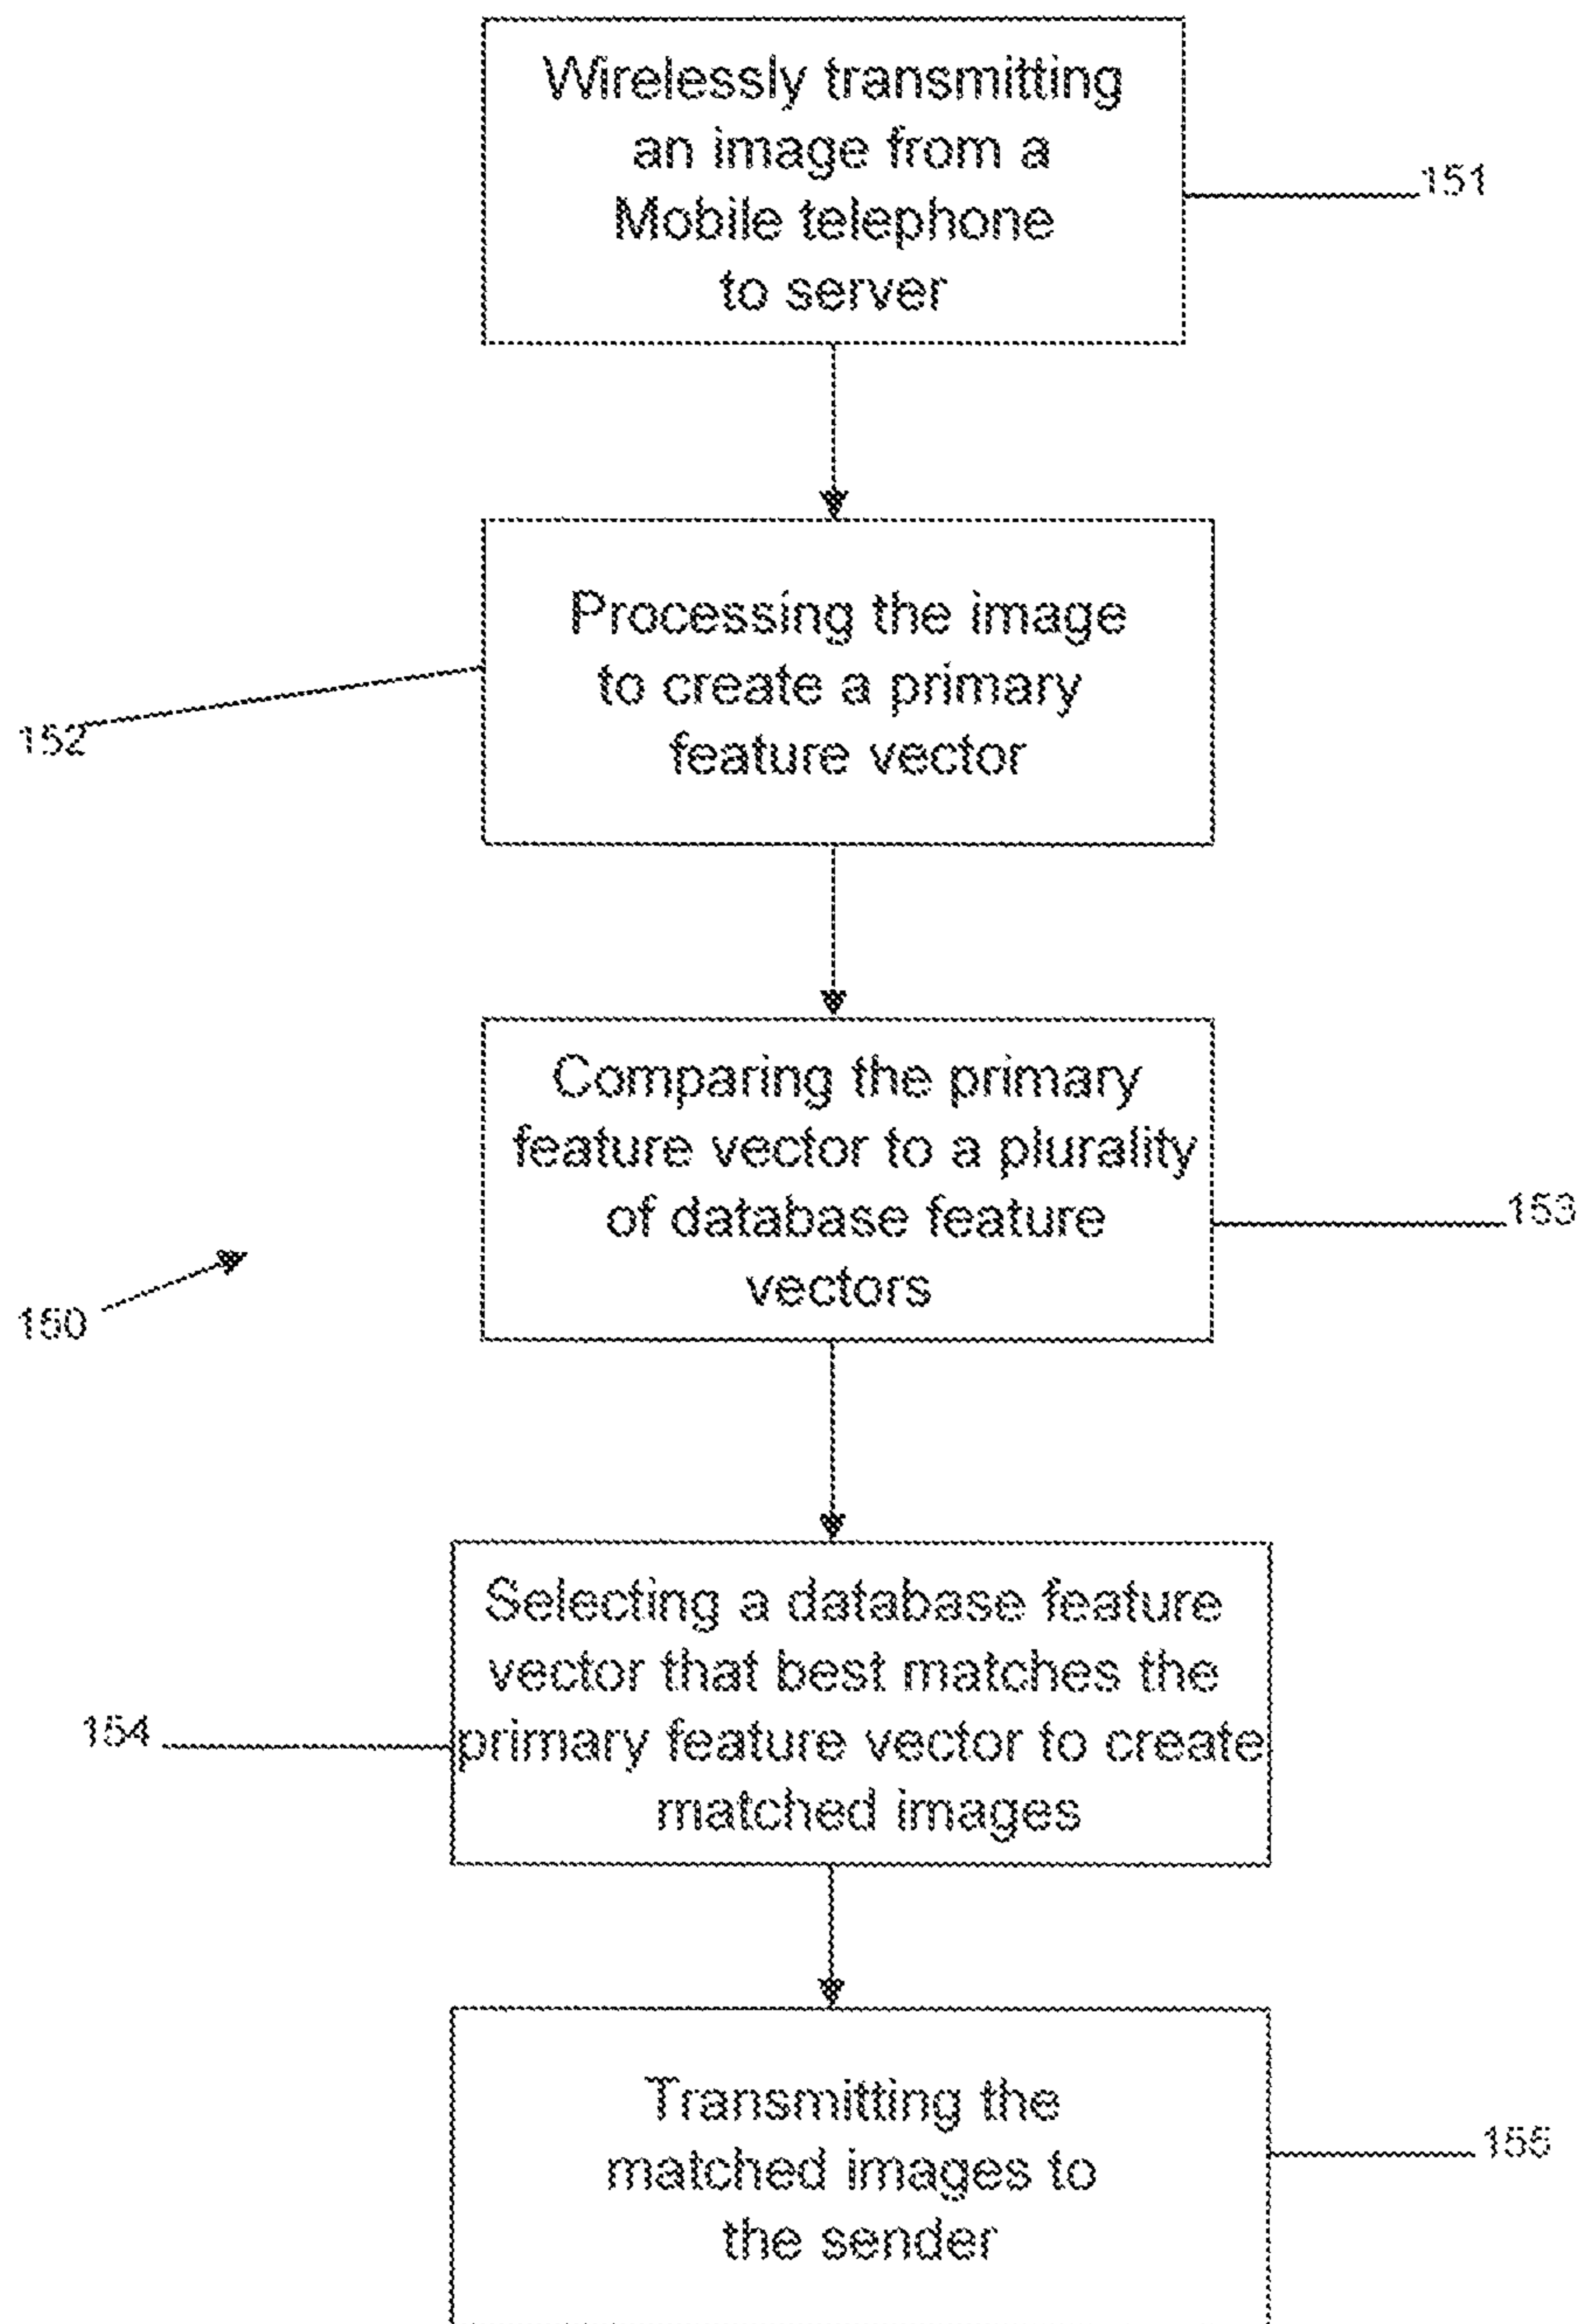 Wirelessly transmitting
an image from a
Mobile telephone
to server
151
Processing the image
to create a primary
feature vector
152
Comparing the primary
feature vector to a plurality
of database feature
vectors
153
150
Selecting a database feature
vector that best matches the
primary feature vector to create
matched images
154
Transmitting the
matched images to
the sender
155